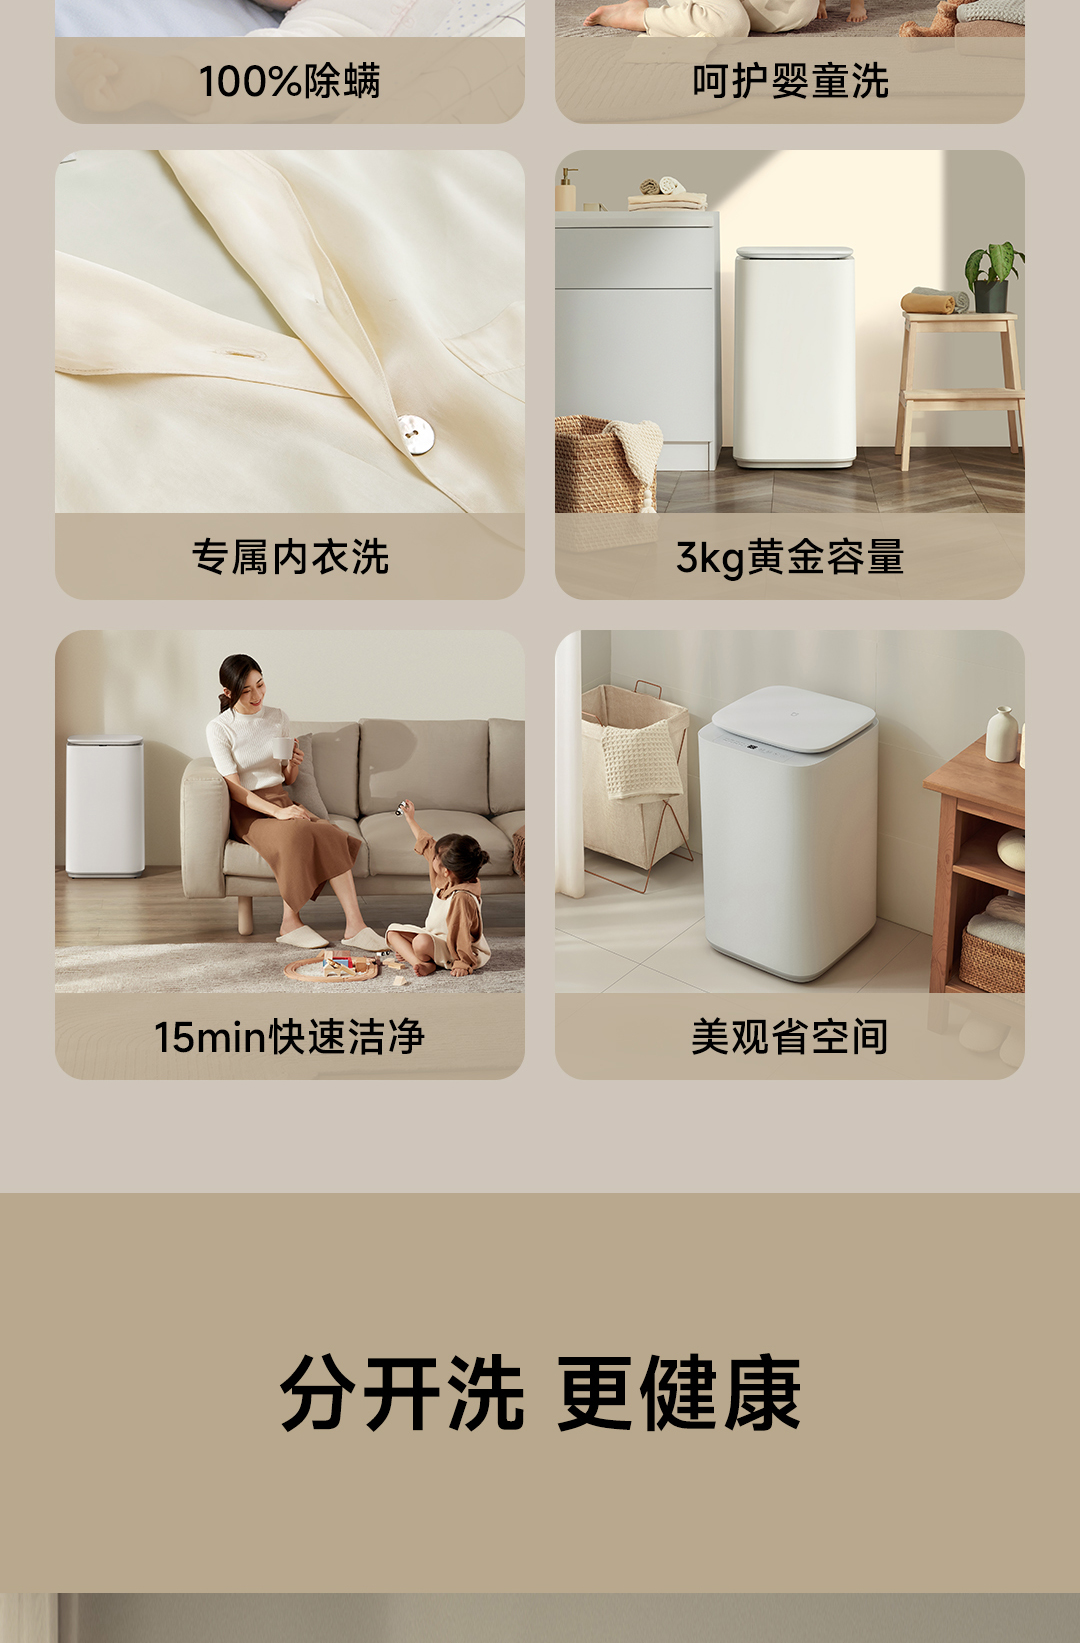 100%除螨
呵护婴童洗
专属内衣洗
3kg黄金容量
15min快速洁净
美观省空间
分开洗 更健康